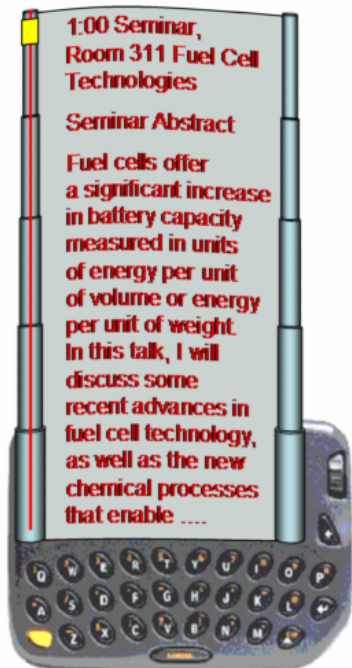 1:00 Seminar,
Room 311 Fuel Cell
Technologies
Seminar Abstract
Fuel cells offer
a significant increase
in battery capacity
measured in units
of energy per unit
of volume or energy
per unit of weight.
In this talk, I will
discuss some
recent advances in
fuel cell technology,
as well as the new
chemical processes
that enable ....
Q W E R T Y U I O P
A S D F G H J K L
Z X C V B N M